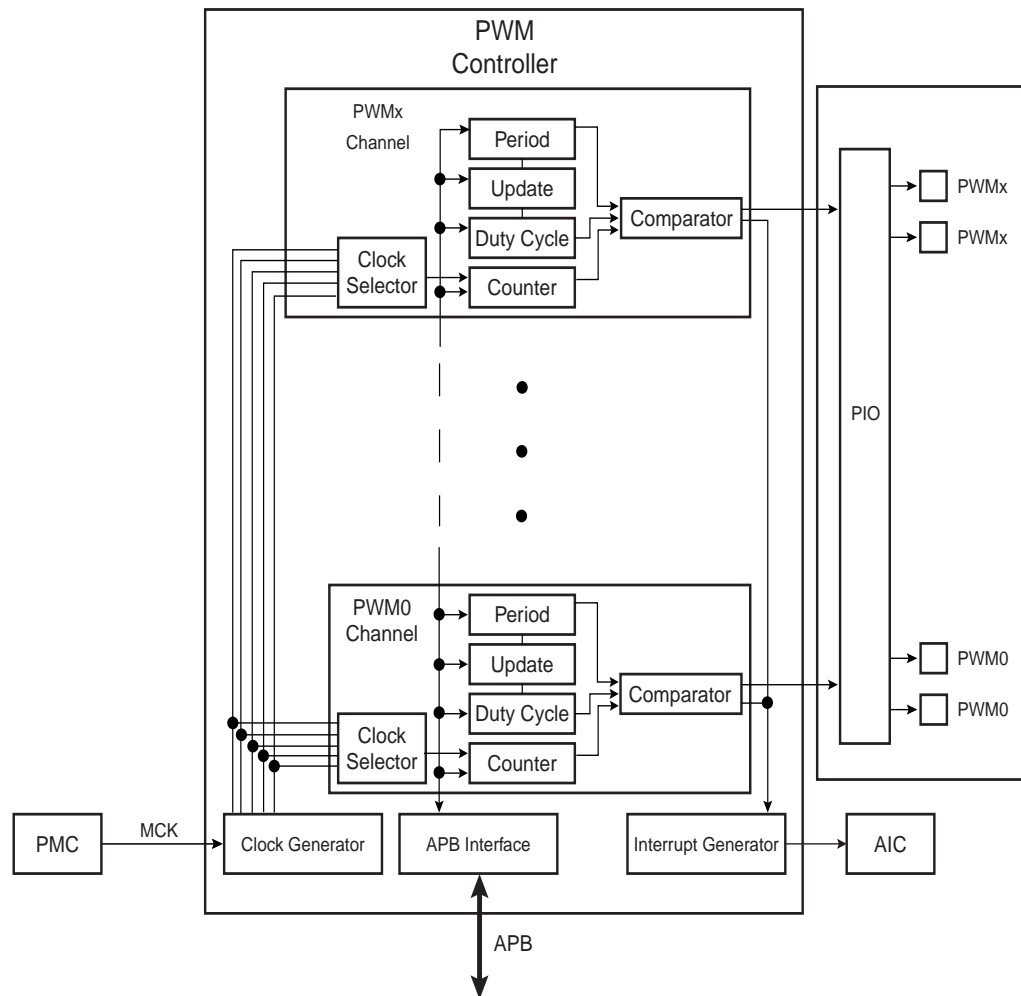 PWM
Controller
PWMx
Channel
Period
Update
Duty Cycle
Counter
Clock
Selector
Comparator
PIO
PWMx
PWMx
PWM0
Channel
Period
Update
Duty Cycle
Counter
Clock
Selector
Comparator
PWM0
PWM0
PMC
MCK
Clock Generator
APB Interface
Interrupt Generator
AIC
APB